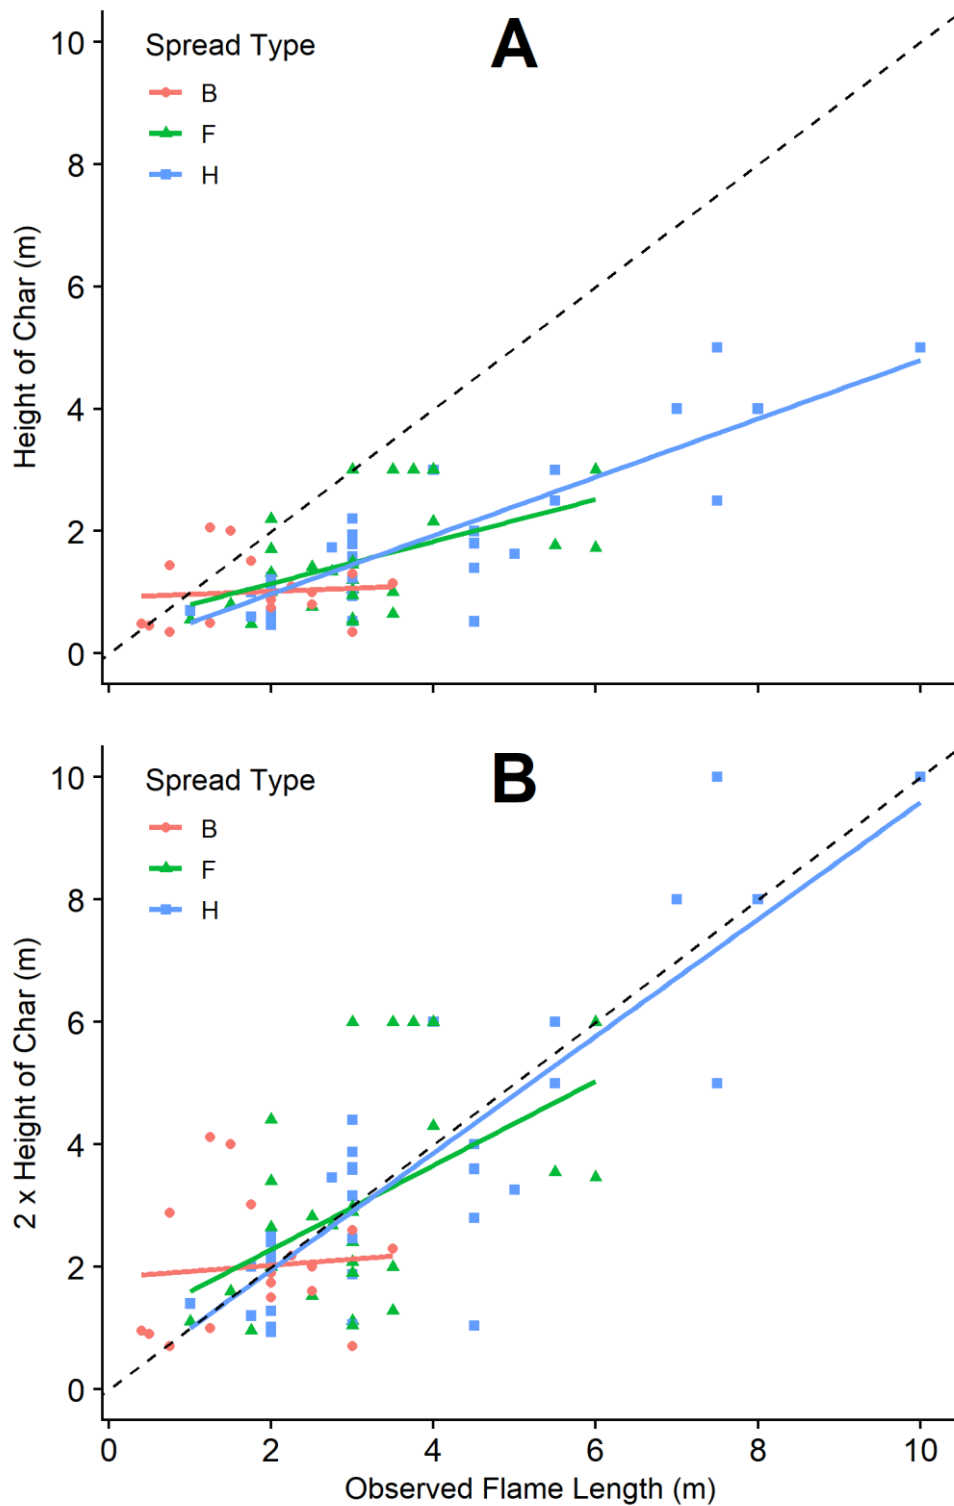 A
Spread Type
B
F
H
10
8
6
4
2
0
Height of Char (m)
B
Spread Type
B
F
H
10
8
6
4
2
0
2 x Height of Char (m)
0 2 4 6 8 10
Observed Flame Length (m)